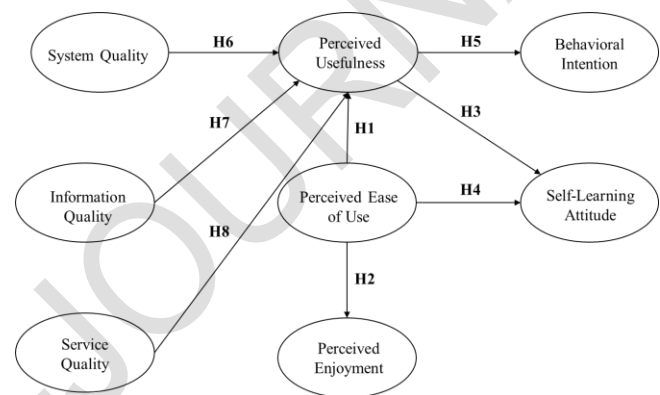 System Quality
H6
Perceived
Usefulness
H5
Behavioral
Intention
H7
H3
H1
Information
Quality
Perceived Ease
of Use
H4
Self-Learning
Attitude
H8
H2
Service
Quality
Perceived
Enjoyment
JOURNA